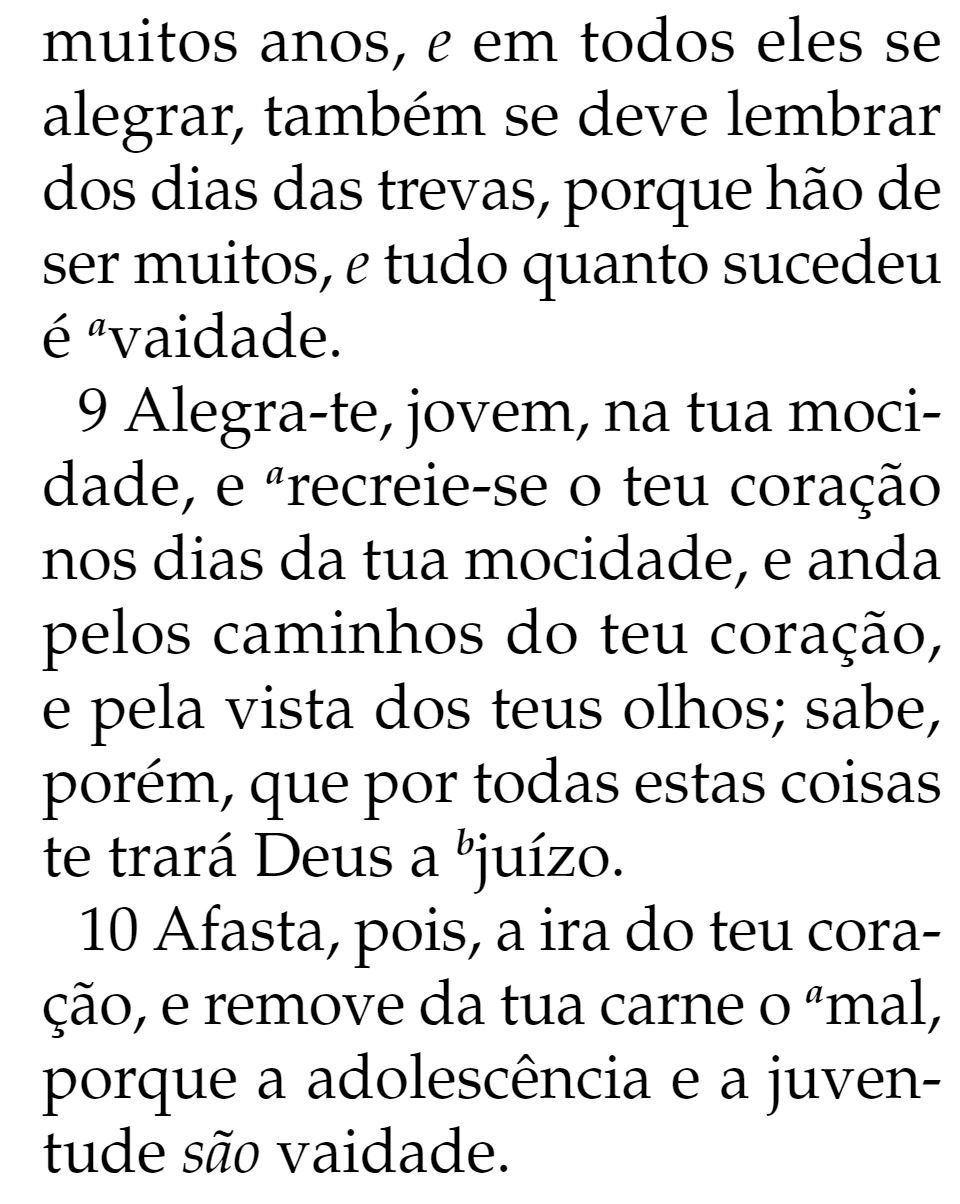 muitos anos, e em todos eles se
alegrar, também se deve lembrar
dos dias das trevas, porque hão de
ser muitos, e tudo quanto sucedeu
é ᵃvaidade.
9 Alegra-te, jovem, na tua moci-
dade, e ᵃrecreie-se o teu coração
nos dias da tua mocidade, e anda
pelos caminhos do teu coração,
e pela vista dos teus olhos; sabe,
porém, que por todas estas coisas
te trará Deus a ᵇjuízo.
10 Afasta, pois, a ira do teu cora-
ção, e remove da tua carne o ᵃmal,
porque a adolescência e a juven-
tude são vaidade.